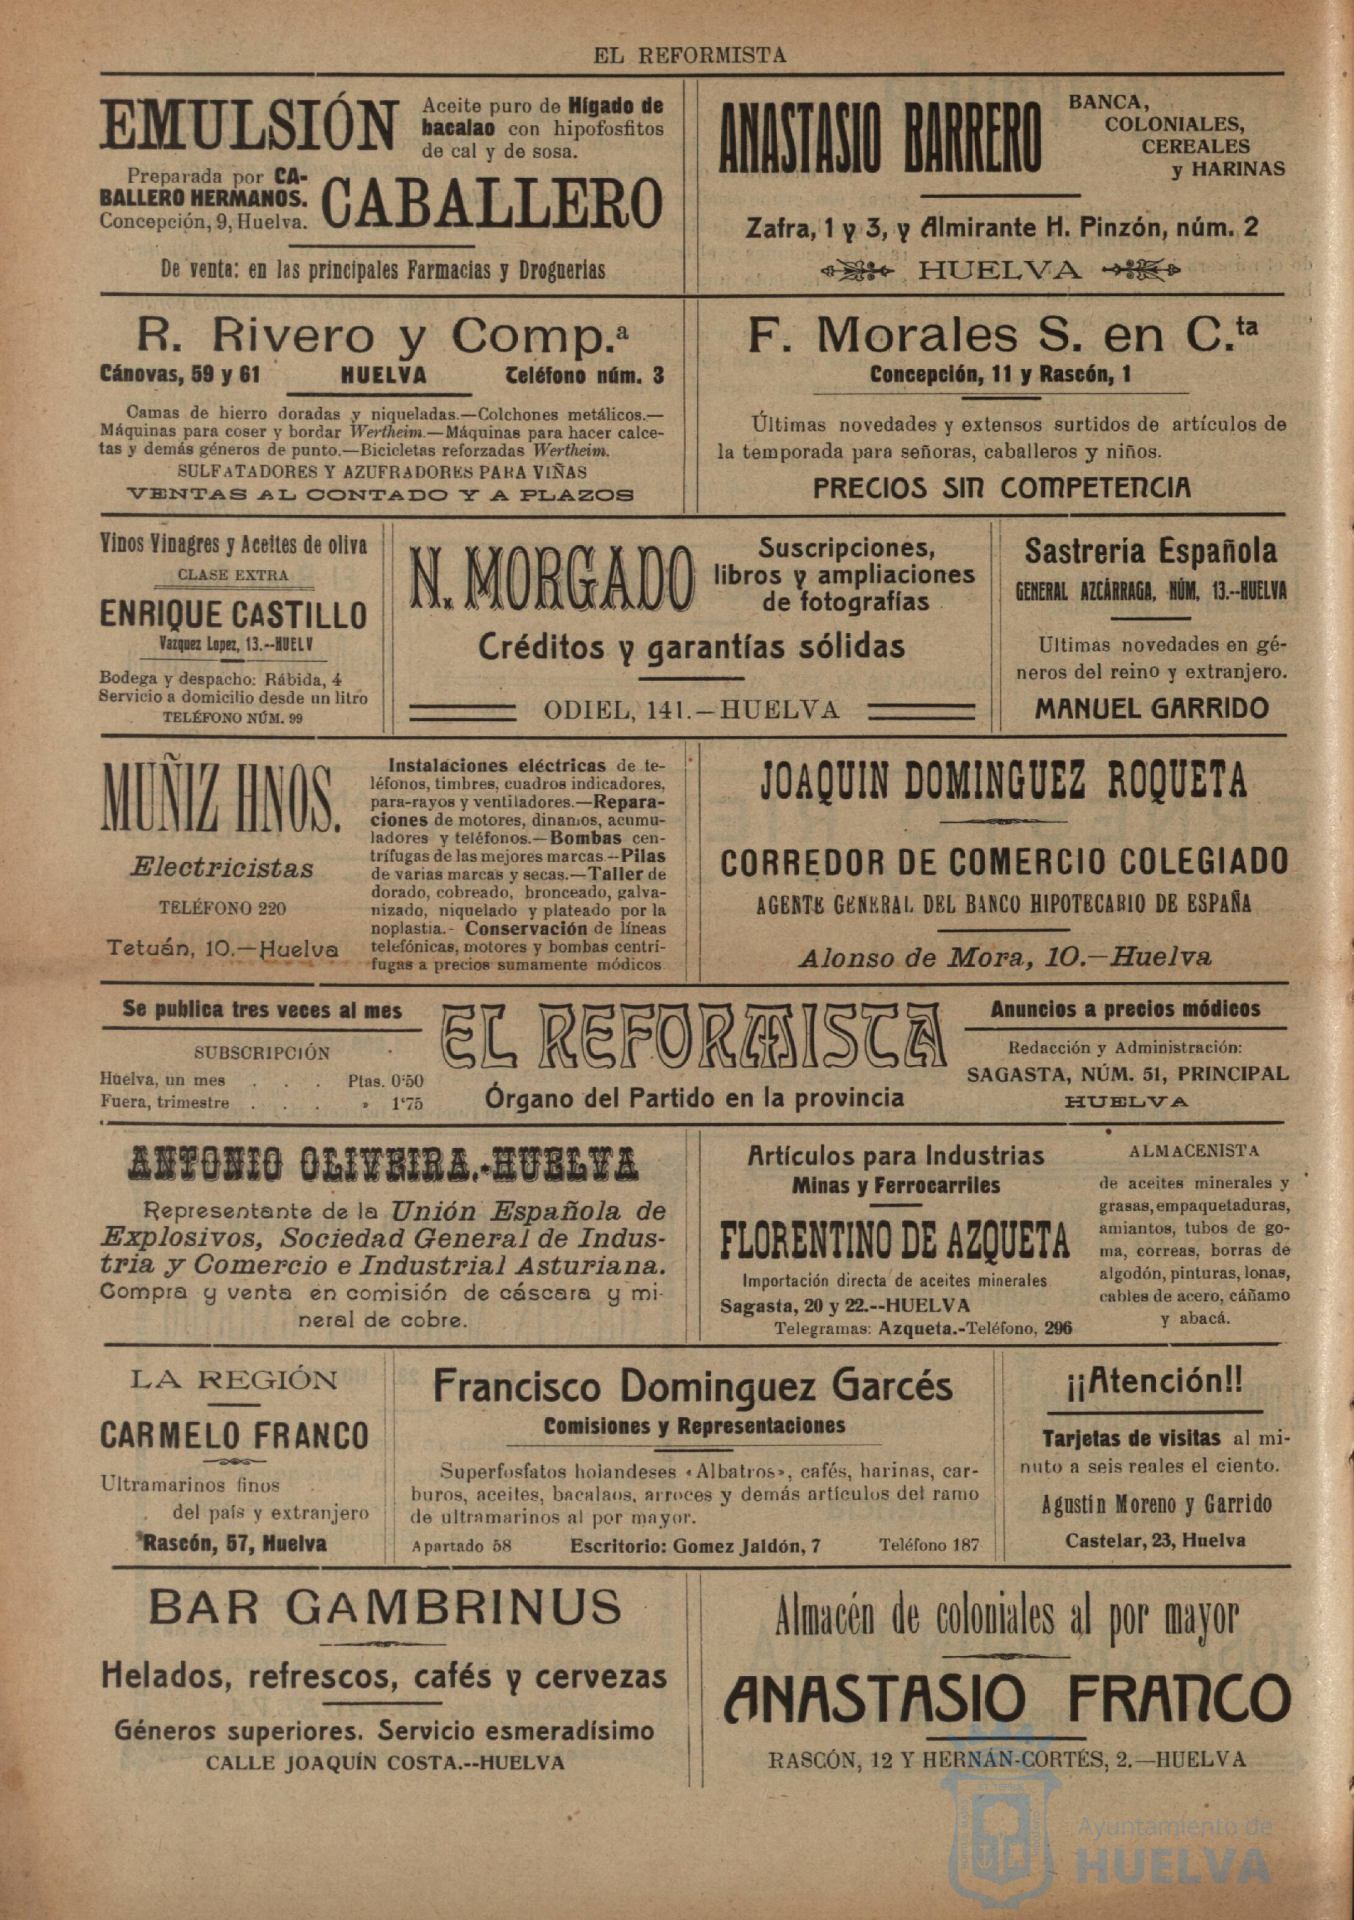 EL REFORMISTA
EMULSIÓN
Aceite puro de Hígado de
bacalao con hipofosfitos
de cal y de sosa.
Preparada por CA-
BALLERO HERMANOS.
Concepción, 9, Huelva.
CABALLERO
De venta: en las principales Farmacias y Droguerias
ANASTASIO BARRERO
BANCA,
COLONIALES,
CEREALES
y HARINAS
Zafra, 1 y 3, y Almirante H. Pinzón, núm. 2
HUELVA
R. Rivero y Comp.ª
Cánovas, 59 y 61 HUELVA Teléfono núm. 3
Camas de hierro doradas y niqueladas.—Colchones metálicos.—
Máquinas para coser y bordar Wertheim.—Máquinas para hacer calce-
tas y demás géneros de punto.—Bicicletas reforzadas Wertheim.
SULFATADORES Y AZUFRADORES PARA VIÑAS
VENTAS AL CONTADO Y A PLAZOS
F. Morales S. en C.ta
Concepción, 11 y Rascón, 1
Últimas novedades y extensos surtidos de artículos de
la temporada para señoras, caballeros y niños.
PRECIOS SIN COMPETENCIA
Vinos Vinagres y Aceites de oliva
CLASE EXTRA
ENRIQUE CASTILLO
Vazquez Lopez, 13.--HUELV
Bodega y despacho: Rábida, 4
Servicio a domicilio desde un litro
TELÉFONO NÚM. 99
N. MORGADO
Suscripciones,
libros y ampliaciones
de fotografías
Créditos y garantías sólidas
ODIEL, 141.—HUELVA
Sastrería Española
GENERAL AZCÁRRAGA, NÚM, 13.--HUELVA
Ultimas novedades en gé-
neros del reino y extranjero.
MANUEL GARRIDO
MUÑIZ HNOS.
Electricistas
TELÉFONO 220
Tetuán, 10.—Huelva
Instalaciones eléctricas de te-
léfonos, timbres, cuadros indicadores,
para-rayos y ventiladores.—Repara-
ciones de motores, dinamos, acumu-
ladores y teléfonos.—Bombas cen-
trífugas de las mejores marcas—Pilas
de varias marcas y secas.—Taller de
dorado, cobreado, bronceado, galva-
nizado, niquelado y plateado por la
noplastia.- Conservación de líneas
telefónicas, motores y bombas centrí-
fugas a precios sumamente módicos
JOAQUIN DOMINGUEZ ROQUETA
CORREDOR DE COMERCIO COLEGIADO
AGENTE GENERAL DEL BANCO HIPOTECARIO DE ESPAÑA
Alonso de Mora, 10.—Huelva
Se publica tres veces al mes
SUBSCRIPCIÓN
Huelva, un mes . . . Ptas. 0'50
Fuera, trimestre . . . » 1'75
EL REFORMISTA
Órgano del Partido en la provincia
Anuncios a precios módicos
Redacción y Administración:
SAGASTA, NÚM. 51, PRINCIPAL
HUELVA
ANTONIO OLIVEIRA.-HUELVA
Representante de la Unión Española de
Explosivos, Sociedad General de Indus-
tria y Comercio e Industrial Asturiana.
Compra y venta en comisión de cáscara y mi-
neral de cobre.
Artículos para Industrias
Minas y Ferrocarriles
FLORENTINO DE AZQUETA
Importación directa de aceites minerales
Sagasta, 20 y 22.--HUELVA
Telegramas: Azqueta.-Teléfono, 296
ALMACENISTA
de aceites minerales y
grasas, empaquetaduras,
amiantos, tubos de go-
ma, correas, borras de
algodón, pinturas, lonas,
cables de acero, cáñamo
y abacá.
LA REGIÓN
CARMELO FRANCO
Ultramarinos finos
del país y extranjero
Rascón, 57, Huelva
Francisco Dominguez Garcés
Comisiones y Representaciones
Superfosfatos holandeses «Albatros», cafés, harinas, car-
buros, aceites, bacalaos, arroces y demás artículos del ramo
de ultramarinos al por mayor.
Apartado 58 Escritorio: Gomez Jaldón, 7 Teléfono 187
¡¡Atención!!
Tarjetas de visitas al mi-
nuto a seis reales el ciento.
Agustín Moreno y Garrido
Castelar, 23, Huelva
BAR GAMBRINUS
Helados, refrescos, cafés y cervezas
Géneros superiores. Servicio esmeradísimo
CALLE JOAQUÍN COSTA.--HUELVA
Almacén de coloniales al por mayor
ANASTASIO FRANCO
RASCÓN, 12 Y HERNÁN-CORTÉS, 2.—HUELVA
Ayuntamiento de
HUELVA